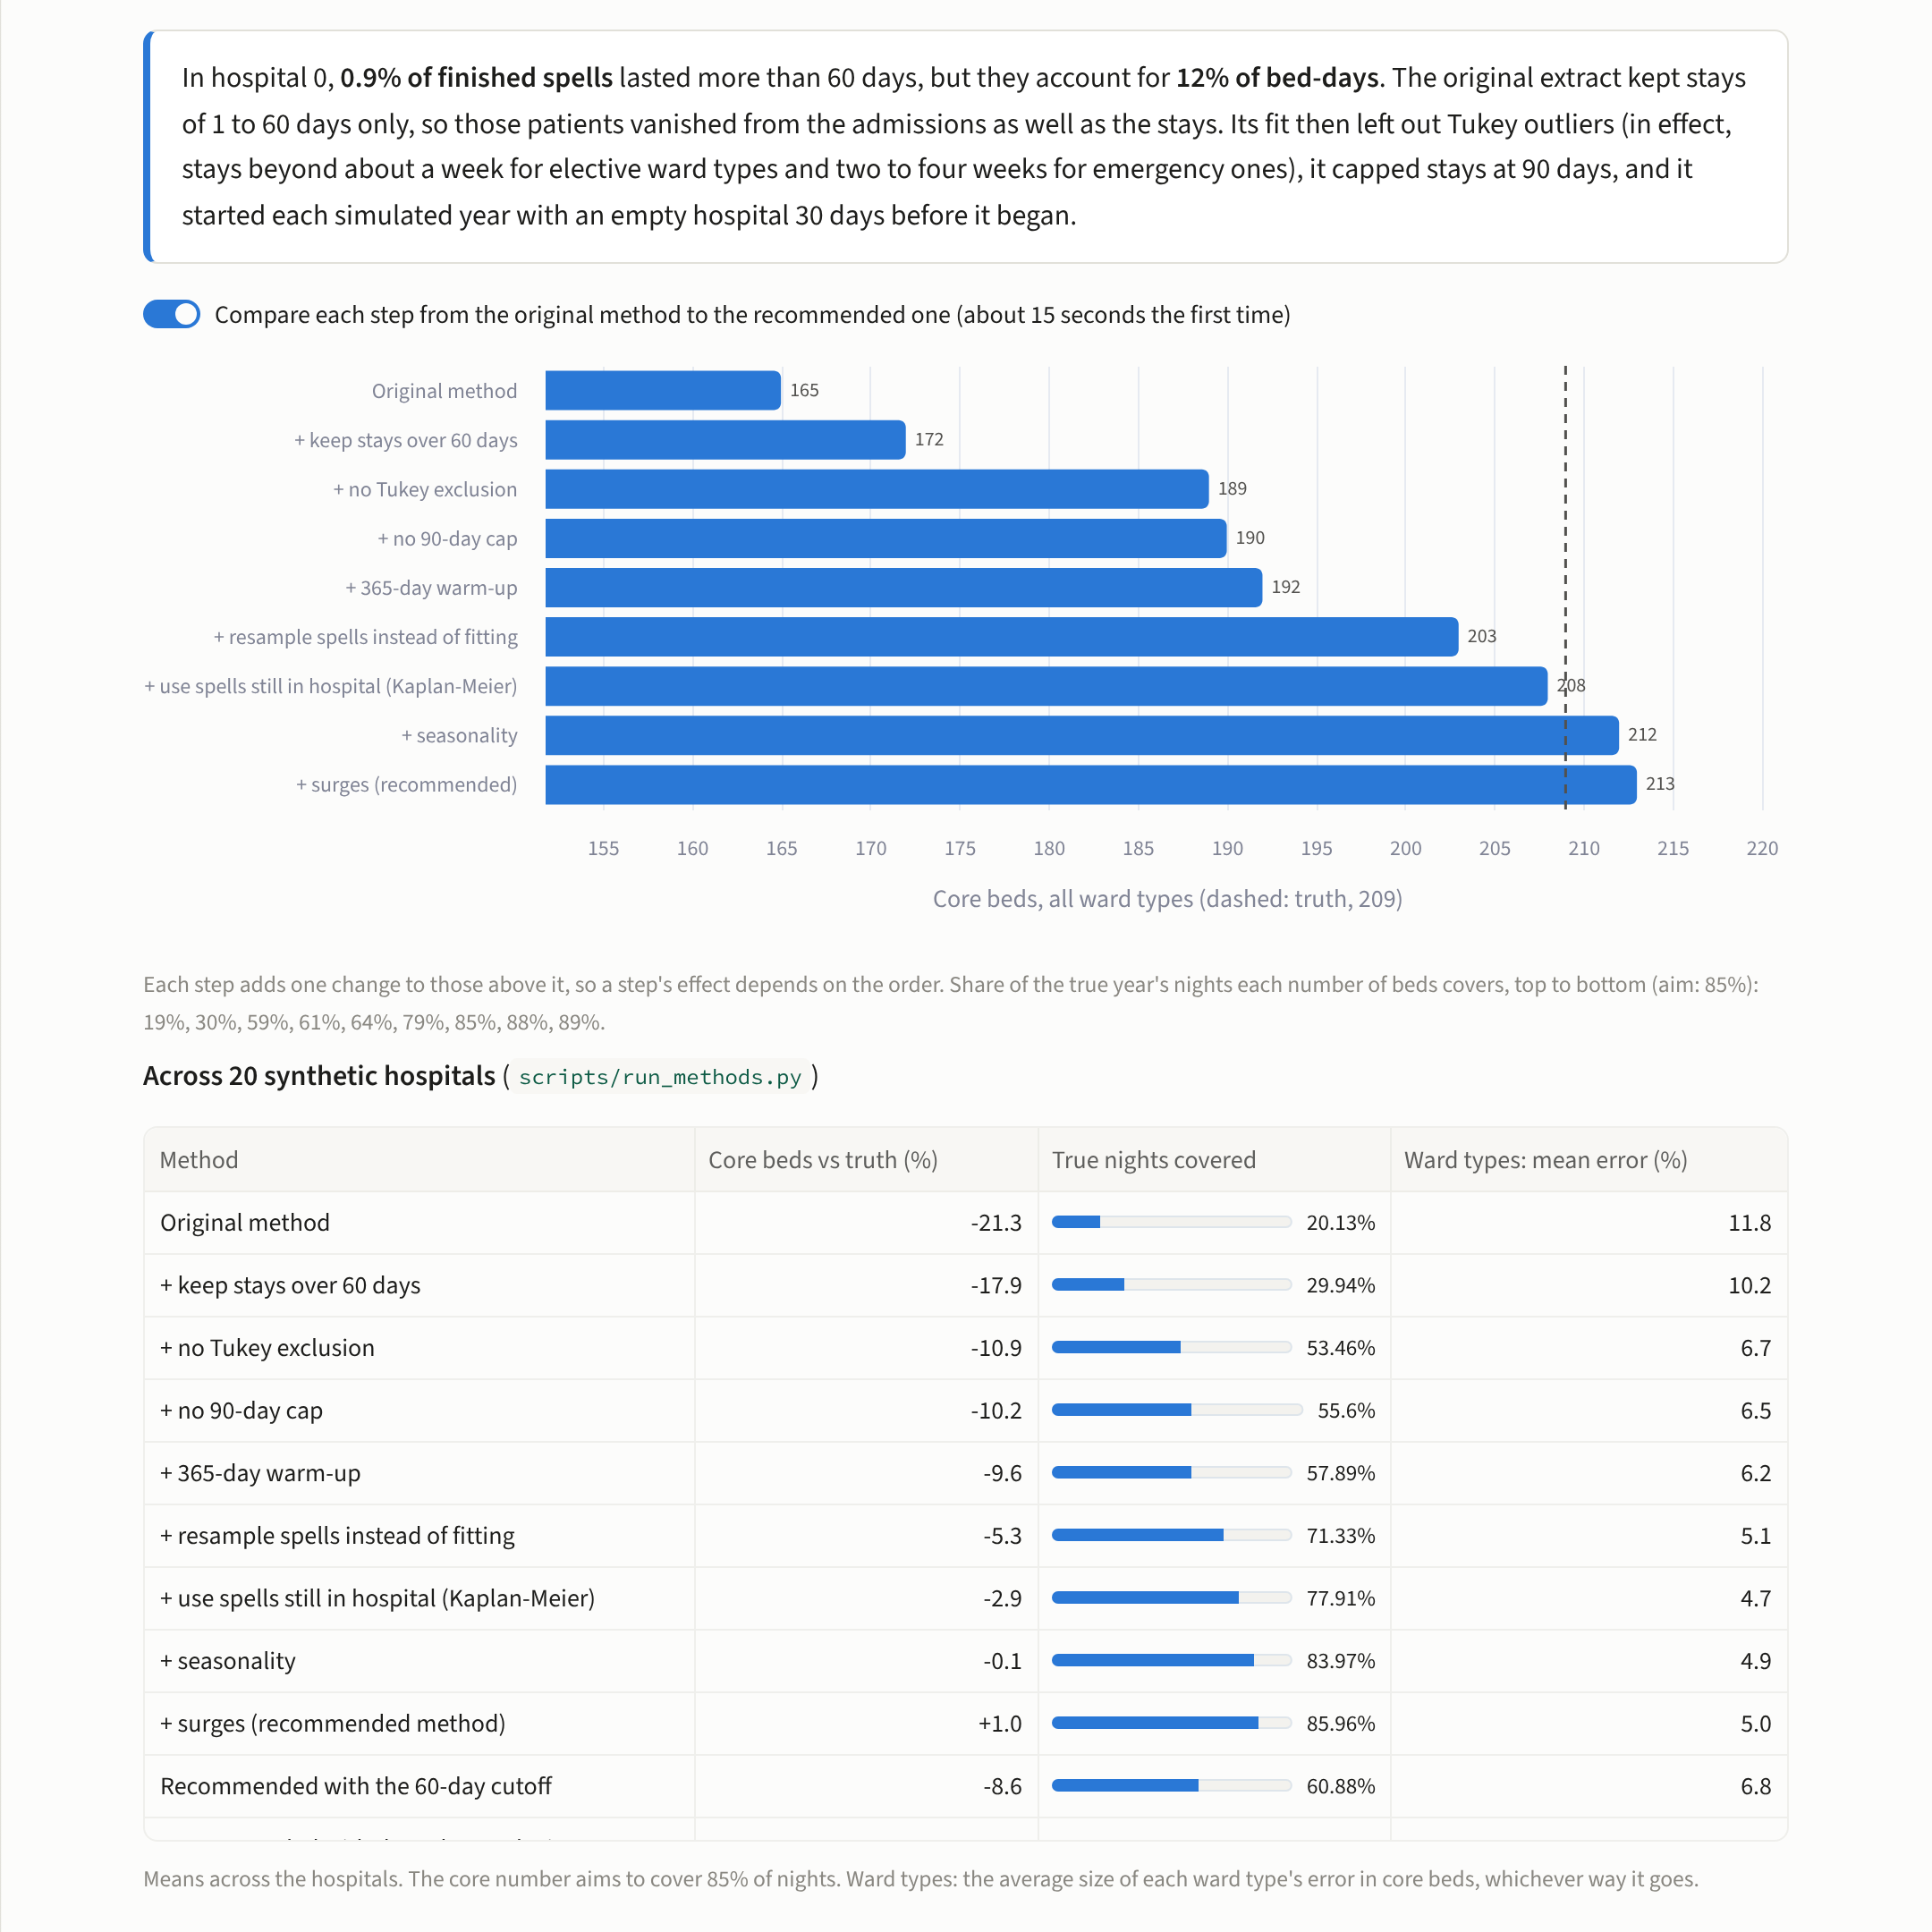 In hospital 0, 0.9% of finished spells lasted more than 60 days, but they account for 12% of bed-days. The original extract kept stays
of 1 to 60 days only, so those patients vanished from the admissions as well as the stays. Its fit then left out Tukey outliers (in effect,
stays beyond about a week for elective ward types and two to four weeks for emergency ones), it capped stays at 90 days, and it
started each simulated year with an empty hospital 30 days before it began.
Compare each step from the original method to the recommended one (about 15 seconds the first time)
Original method 165
+ keep stays over 60 days 172
+ no Tukey exclusion 189
+ no 90-day cap 190
+ 365-day warm-up 192
+ resample spells instead of fitting 203
+ use spells still in hospital (Kaplan-Meier) 208
+ seasonality 212
+ surges (recommended) 213
155 160 165 170 175 180 185 190 195 200 205 210 215 220
Core beds, all ward types (dashed: truth, 209)
Each step adds one change to those above it, so a step's effect depends on the order. Share of the true year's nights each number of beds covers, top to bottom (aim: 85%):
19%, 30%, 59%, 61%, 64%, 79%, 85%, 88%, 89%.
Across 20 synthetic hospitals ( scripts/run_methods.py )
Method Core beds vs truth (%) True nights covered Ward types: mean error (%)
Original method -21.3 20.13% 11.8
+ keep stays over 60 days -17.9 29.94% 10.2
+ no Tukey exclusion -10.9 53.46% 6.7
+ no 90-day cap -10.2 55.6% 6.5
+ 365-day warm-up -9.6 57.89% 6.2
+ resample spells instead of fitting -5.3 71.33% 5.1
+ use spells still in hospital (Kaplan-Meier) -2.9 77.91% 4.7
+ seasonality -0.1 83.97% 4.9
+ surges (recommended method) +1.0 85.96% 5.0
Recommended with the 60-day cutoff -8.6 60.88% 6.8
Means across the hospitals. The core number aims to cover 85% of nights. Ward types: the average size of each ward type's error in core beds, whichever way it goes.